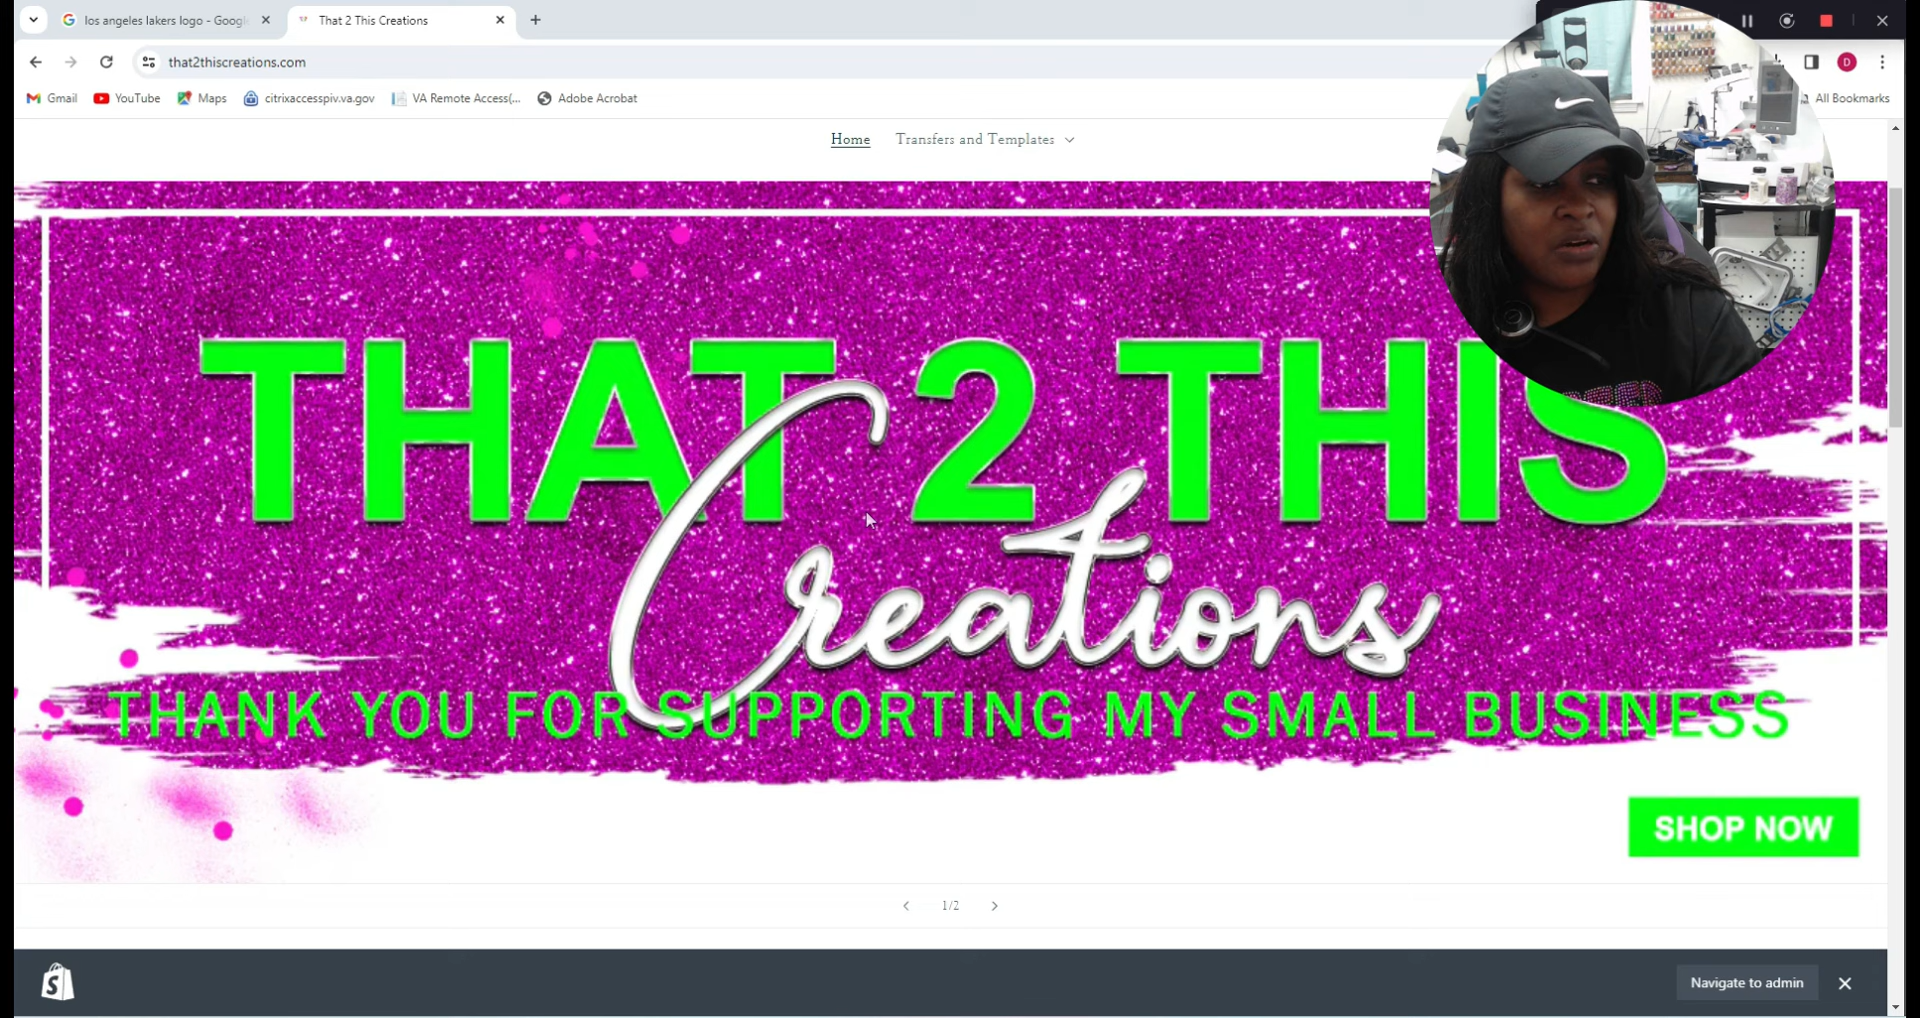 los angeles lakers logo - Googl
That 2 This Creations
that2thiscreations.com
D
Gmail
YouTube
Maps
citrixaccesspiv.va.gov
VA Remote Access(...
Adobe Acrobat
All Bookmarks
Home
Transfers and Templates
THAT 2 THIS
Creations
THANK YOU FOR SUPPORTING MY SMALL BUSINESS
SHOP NOW
1/2
Navigate to admin